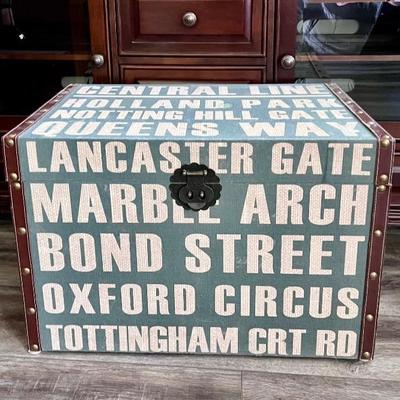 CENTRAL LINE
HOLLAND PARK
NOTTING HILL GATE
QUEENS WAY
LANCASTER GATE
MARBLE ARCH
BOND STREET
OXFORD CIRCUS
TOTTINGHAM CRT RD